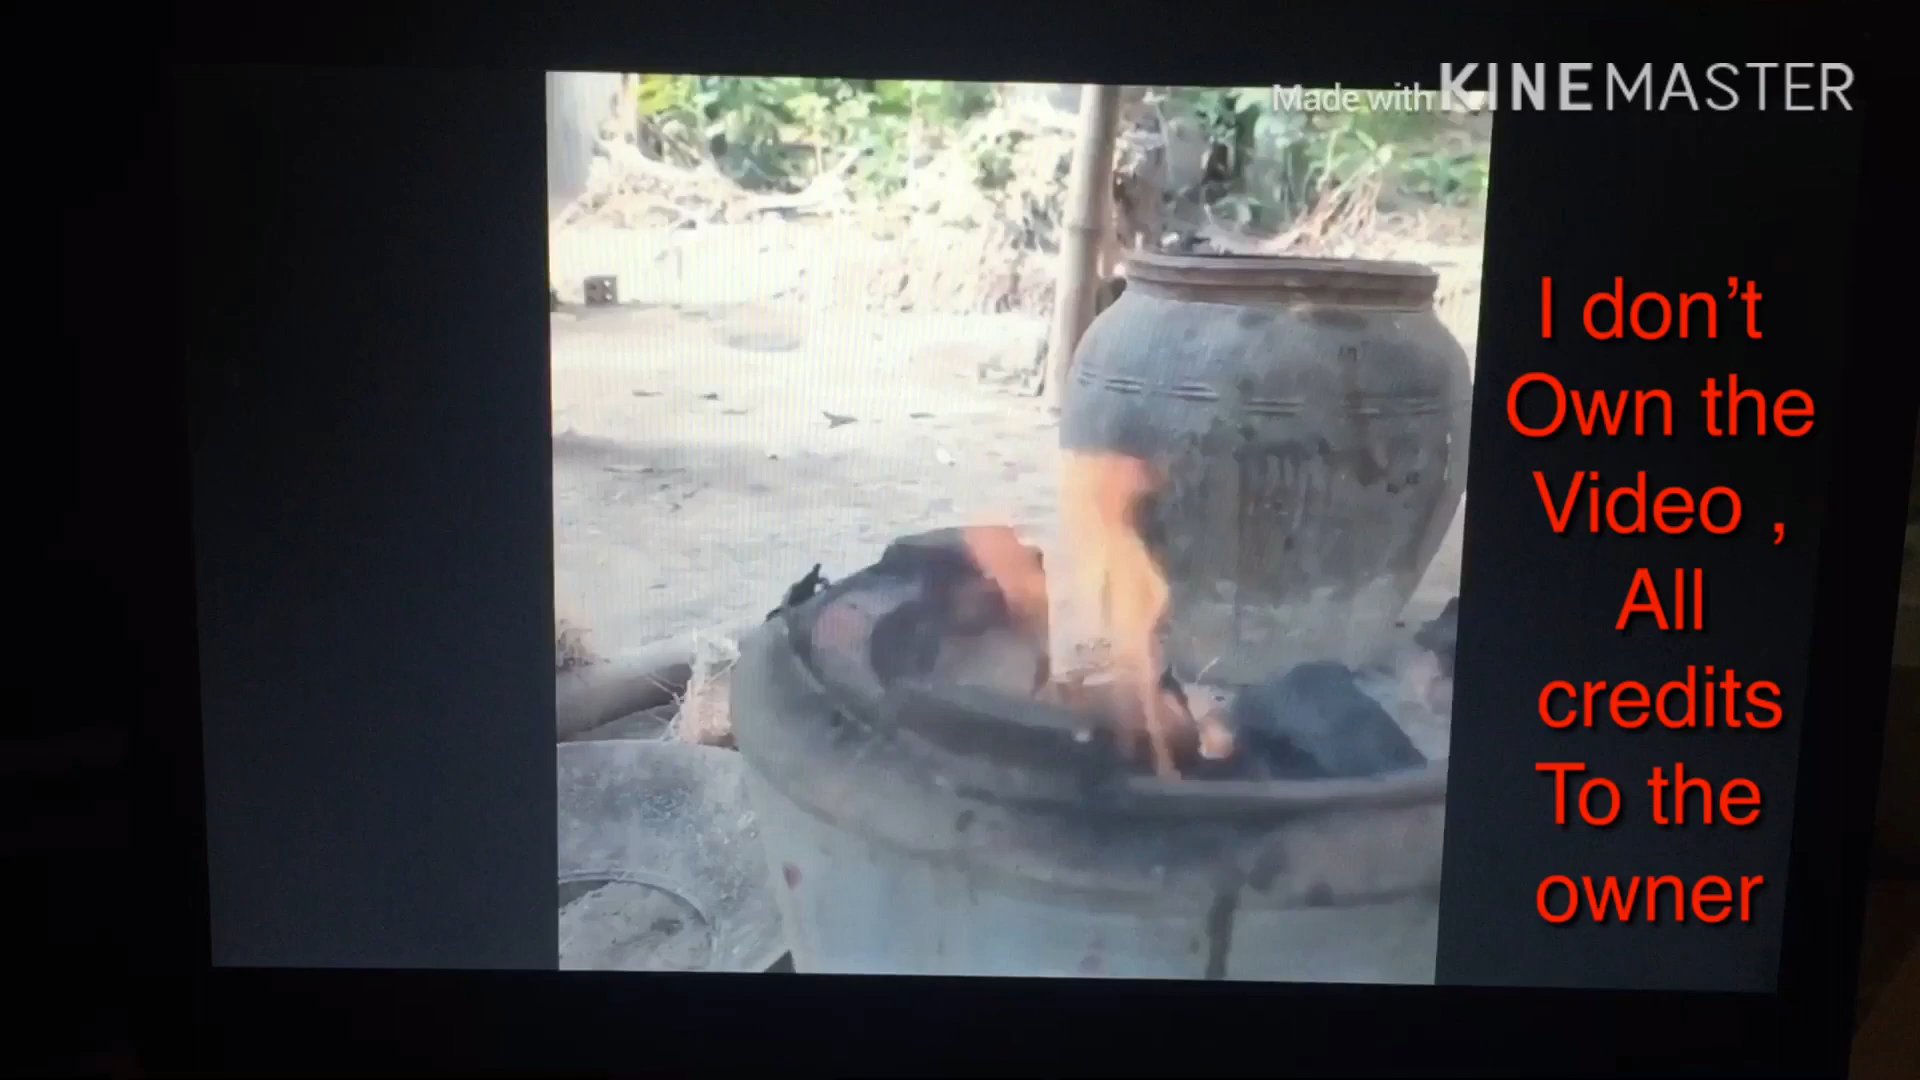 Made with KINEMASTER
I don't
Own the
Video ,
All
credits
To the
owner